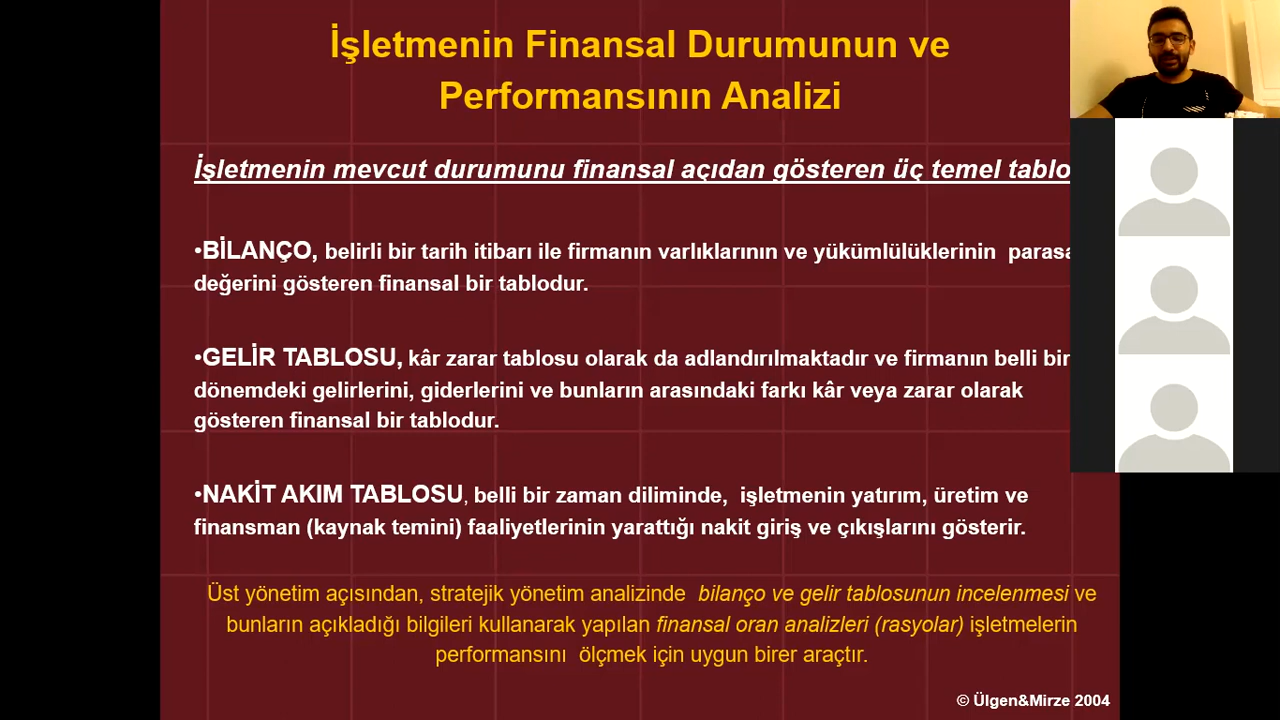 İşletmenin Finansal Durumunun ve
Performansının Analizi
İşletmenin mevcut durumunu finansal açıdan gösteren üç temel tablo
•BİLANÇO, belirli bir tarih itibarı ile firmanın varlıklarının ve yükümlülüklerinin
değerini gösteren finansal bir tablodur.
•GELİR TABLOSU, kâr zarar tablosu olarak da adlandırılmaktadır ve firmanın belli bir
dönemdeki gelirlerini, giderlerini ve bunların arasındaki farkı kâr veya zarar olarak
gösteren finansal bir tablodur.
•NAKİT AKIM TABLOSU, belli bir zaman diliminde, işletmenin yatırım, üretim ve
finansman (kaynak temini) faaliyetlerinin yarattığı nakit giriş ve çıkışlarını gösterir.
Üst yönetim açısından, stratejik yönetim analizinde bilanço ve gelir tablosunun incelenmesi ve
bunların açıkladığı bilgileri kullanarak yapılan finansal oran analizleri (rasyolar) işletmelerin
performansını ölçmek için uygun birer araçtır.
© Ülgen&Mirze 2004